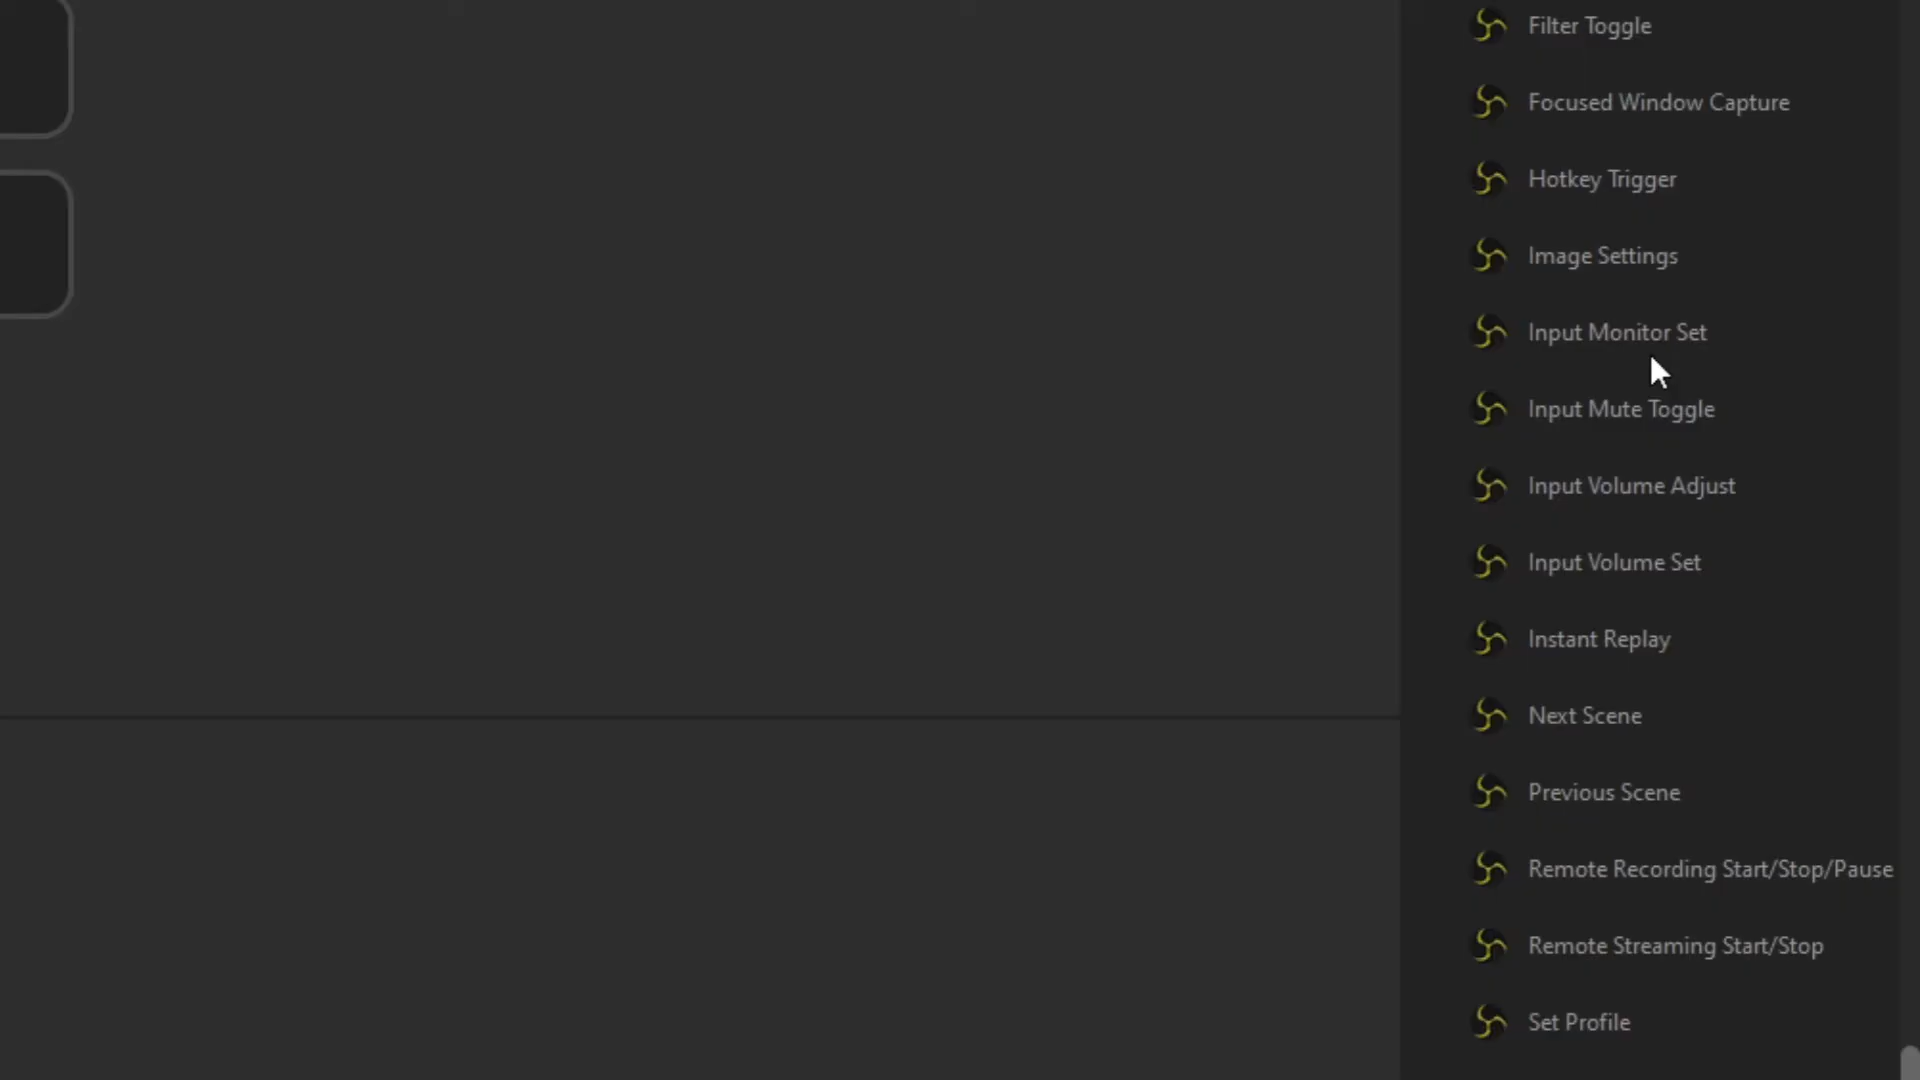 Filter Toggle
Focused Window Capture
Hotkey Trigger
Image Settings
Input Monitor Set
Input Mute Toggle
Input Volume Adjust
Input Volume Set
Instant Replay
Next Scene
Previous Scene
Remote Recording Start/Stop/Pause
Remote Streaming Start/Stop
Set Profile